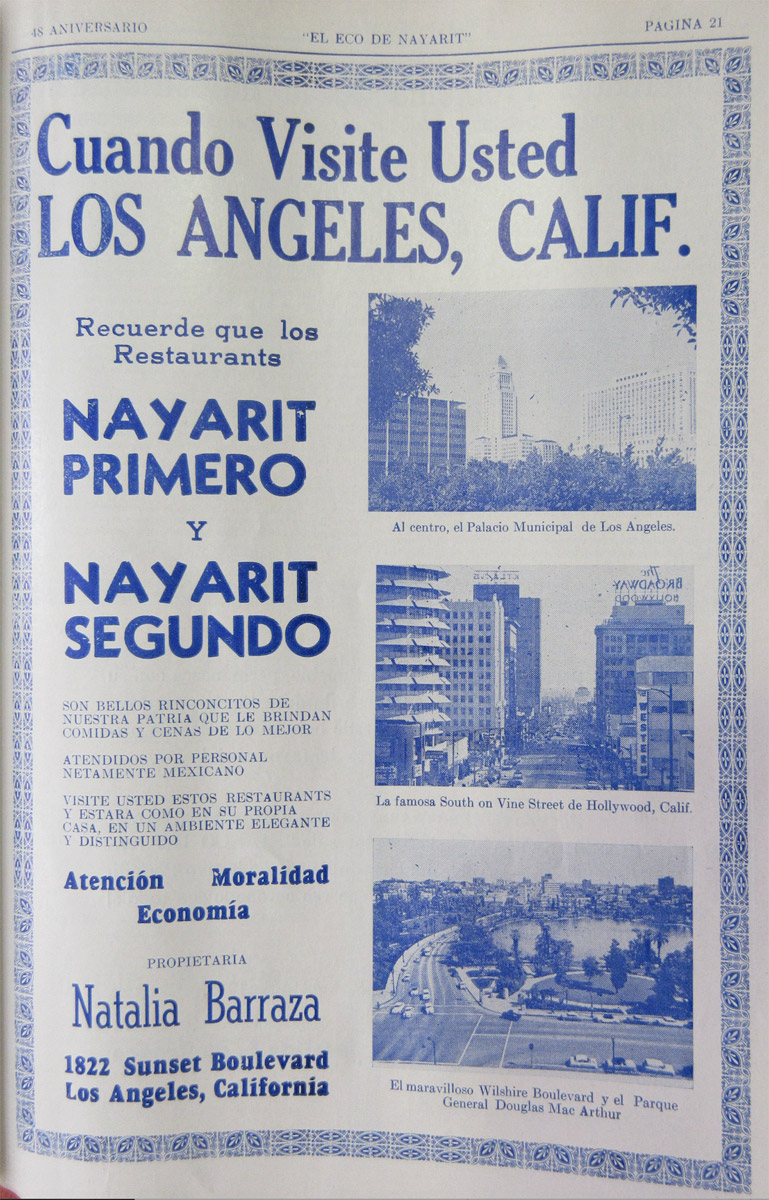 48 ANIVERSARIO
"EL ECO DE NAYARIT"
PAGINA 21
Cuando Visite Usted
LOS ANGELES, CALIF.
Recuerde que los
Restaurants
NAYARIT
PRIMERO
Y
NAYARIT
SEGUNDO
SON BELLOS RINCONCITOS DE
NUESTRA PATRIA QUE LE BRINDAN
COMIDAS Y CENAS DE LO MEJOR
ATENDIDOS POR PERSONAL
NETAMENTE MEXICANO
VISITE USTED ESTOS RESTAURANTS
Y ESTARA COMO EN SU PROPIA
CASA, EN UN AMBIENTE ELEGANTE
Y DISTINGUIDO
Atención Moralidad
Economía
PROPIETARIA
Natalia Barraza
1822 Sunset Boulevard
Los Angeles, California
Al centro, el Palacio Municipal de Los Angeles.
The
BROADWAY
HOLLYWOOD
WESTERN
La famosa South on Vine Street de Hollywood, Calif.
El maravilloso Wilshire Boulevard y el Parque
General Douglas Mac Arthur